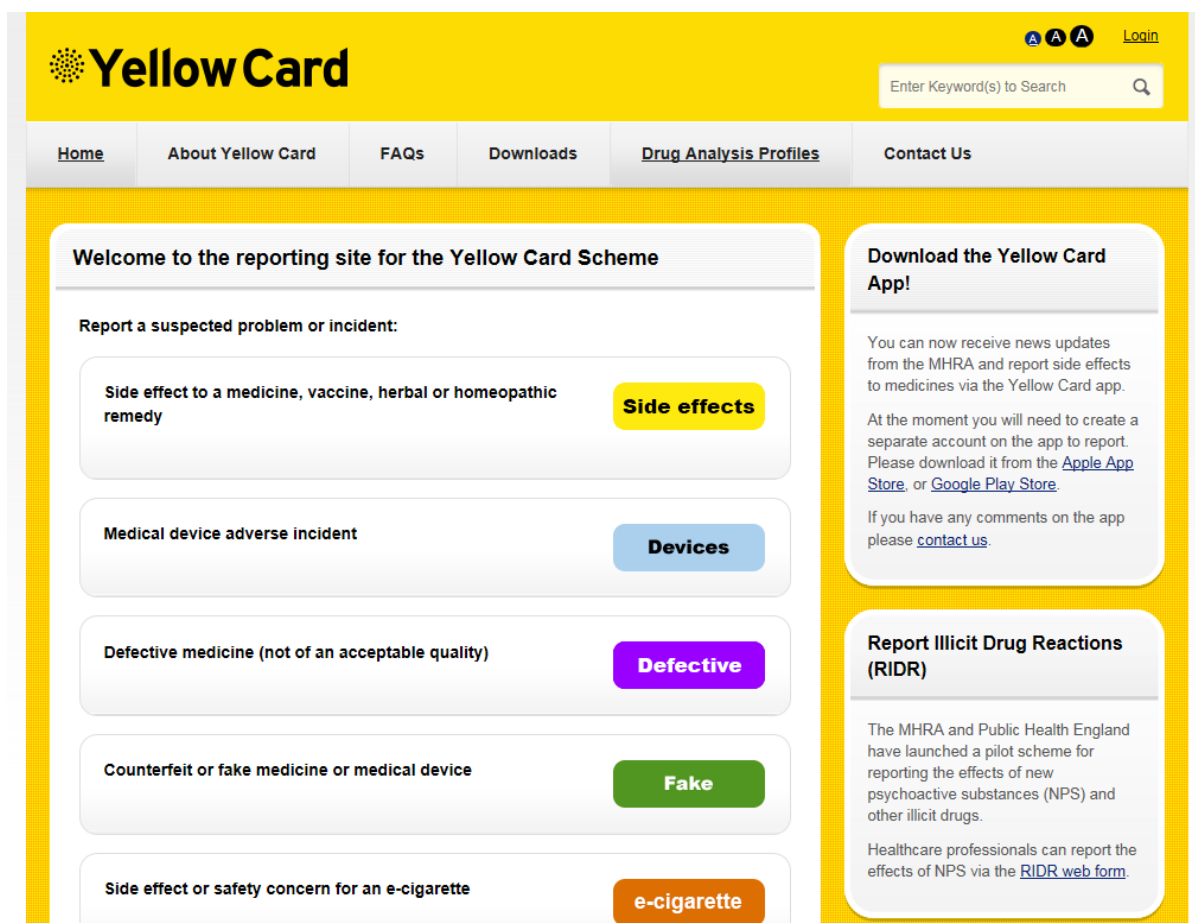 Yellow Card
A A A Login
Enter Keyword(s) to Search
Home About Yellow Card FAQs Downloads Drug Analysis Profiles Contact Us
Welcome to the reporting site for the Yellow Card Scheme
Report a suspected problem or incident:
Side effect to a medicine, vaccine, herbal or homeopathic
remedy
Side effects
Medical device adverse incident
Devices
Defective medicine (not of an acceptable quality)
Defective
Counterfeit or fake medicine or medical device
Fake
Side effect or safety concern for an e-cigarette
e-cigarette
Download the Yellow Card
App!
You can now receive news updates
from the MHRA and report side effects
to medicines via the Yellow Card app.
At the moment you will need to create a
separate account on the app to report.
Please download it from the Apple App
Store, or Google Play Store.
If you have any comments on the app
please contact us.
Report Illicit Drug Reactions
(RIDR)
The MHRA and Public Health England
have launched a pilot scheme for
reporting the effects of new
psychoactive substances (NPS) and
other illicit drugs.
Healthcare professionals can report the
effects of NPS via the RIDR web form.